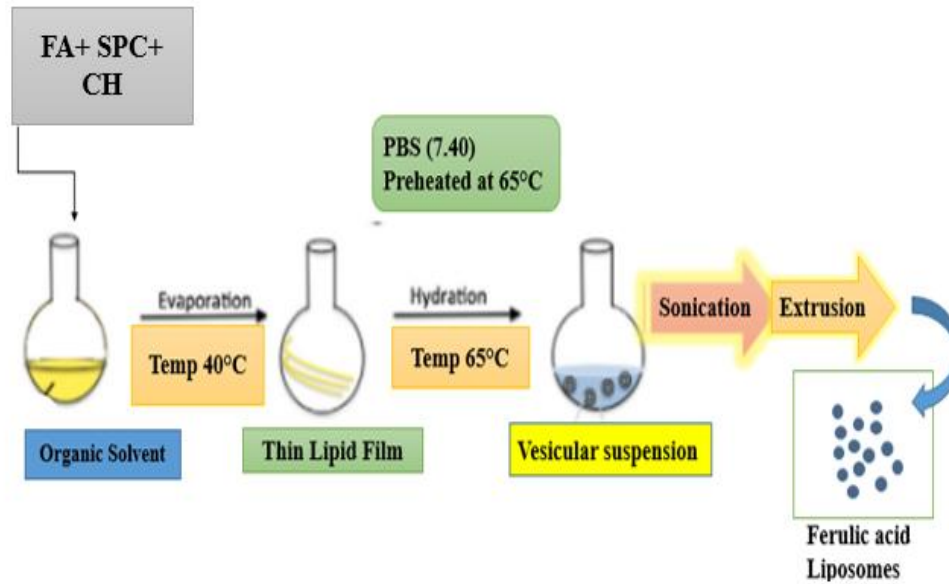 FA+ SPC+
CH
PBS (7.40)
Preheated at 65°C
Evaporation
Temp 40°C
Hydration
Temp 65°C
Sonication
Extrusion
Organic Solvent
Thin Lipid Film
Vesicular suspension
Ferulic acid
Liposomes